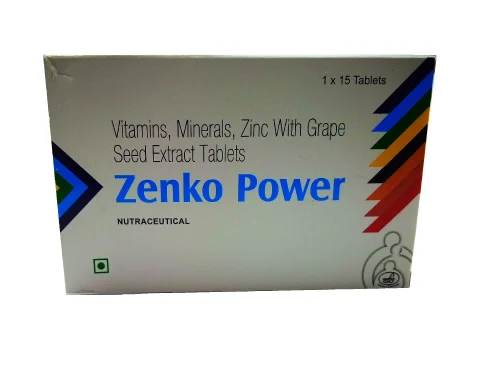 1 x 15 Tablets
Vitamins, Minerals, Zinc With Grape
Seed Extract Tablets
Zenko Power
NUTRACEUTICAL